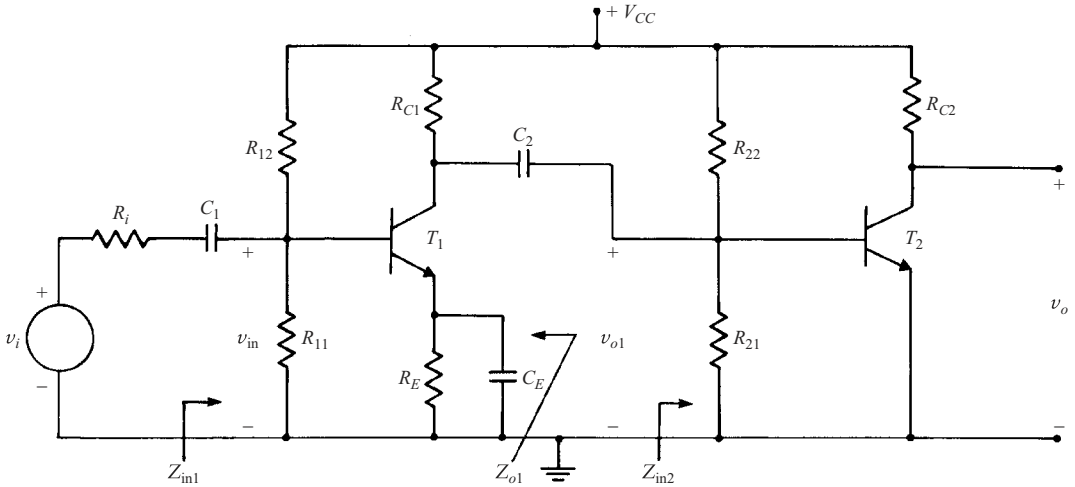 + V_CC
R_C1
R_C2
C_2
R_12
R_22
R_i
C_1
+
T_1
+
T_2
+
+
v_i
v_in
R_11
v_o1
R_21
v_o
−
R_E
C_E
−
−
−
Z_in1
Z_o1
Z_in2